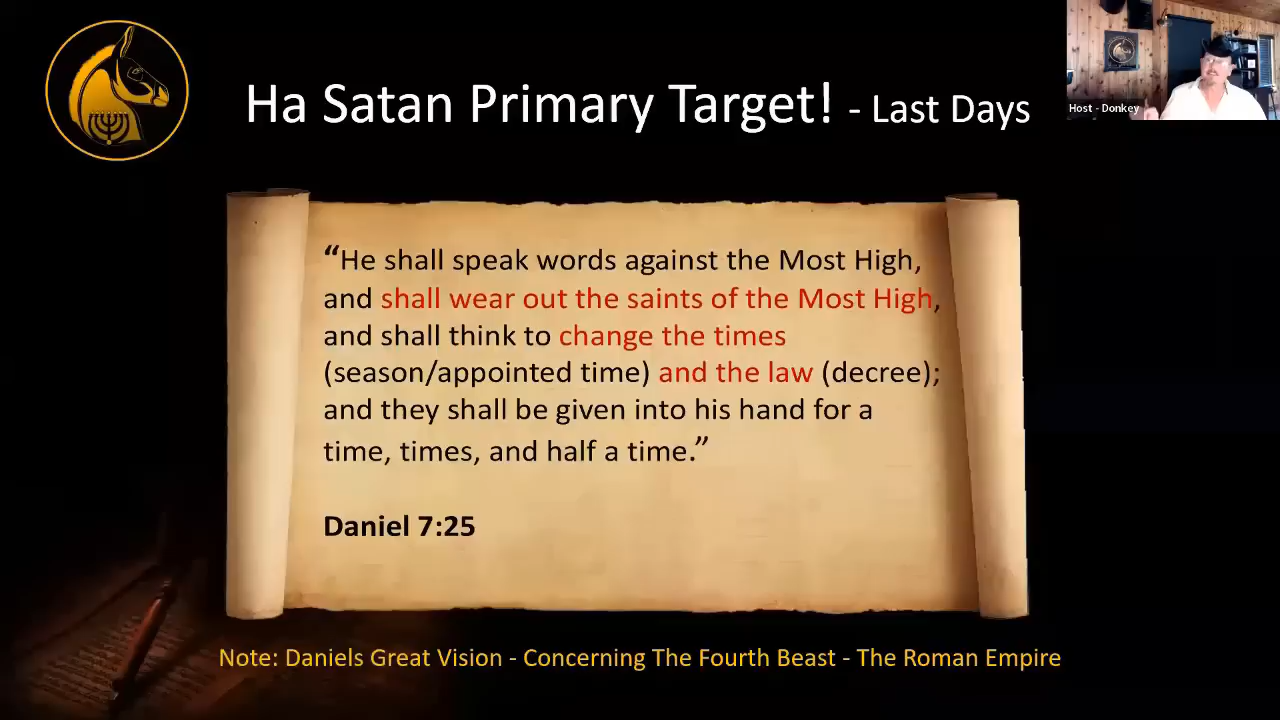 Ha Satan Primary Target! - Last Days
Host - Donkey
“He shall speak words against the Most High,
and shall wear out the saints of the Most High,
and shall think to change the times
(season/appointed time) and the law (decree);
and they shall be given into his hand for a
time, times, and half a time.”
Daniel 7:25
Note: Daniels Great Vision - Concerning The Fourth Beast - The Roman Empire